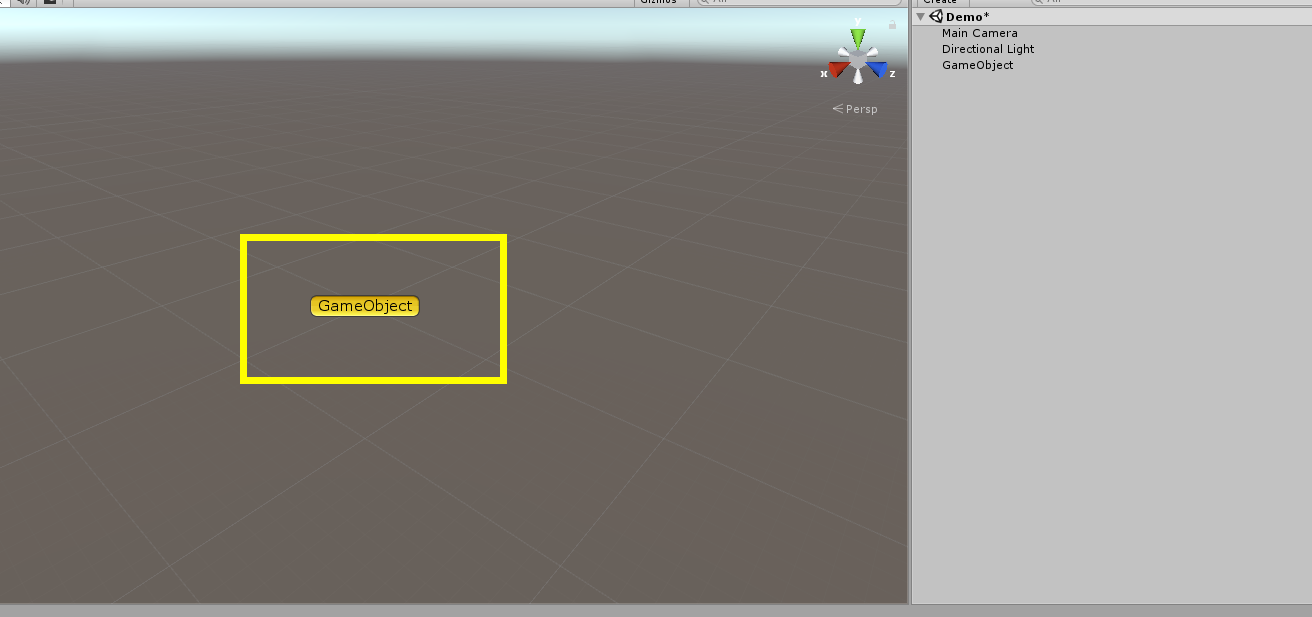 Gizmos
All
y
x
z
Persp
GameObject
Create
All
Demo*
Main Camera
Directional Light
GameObject